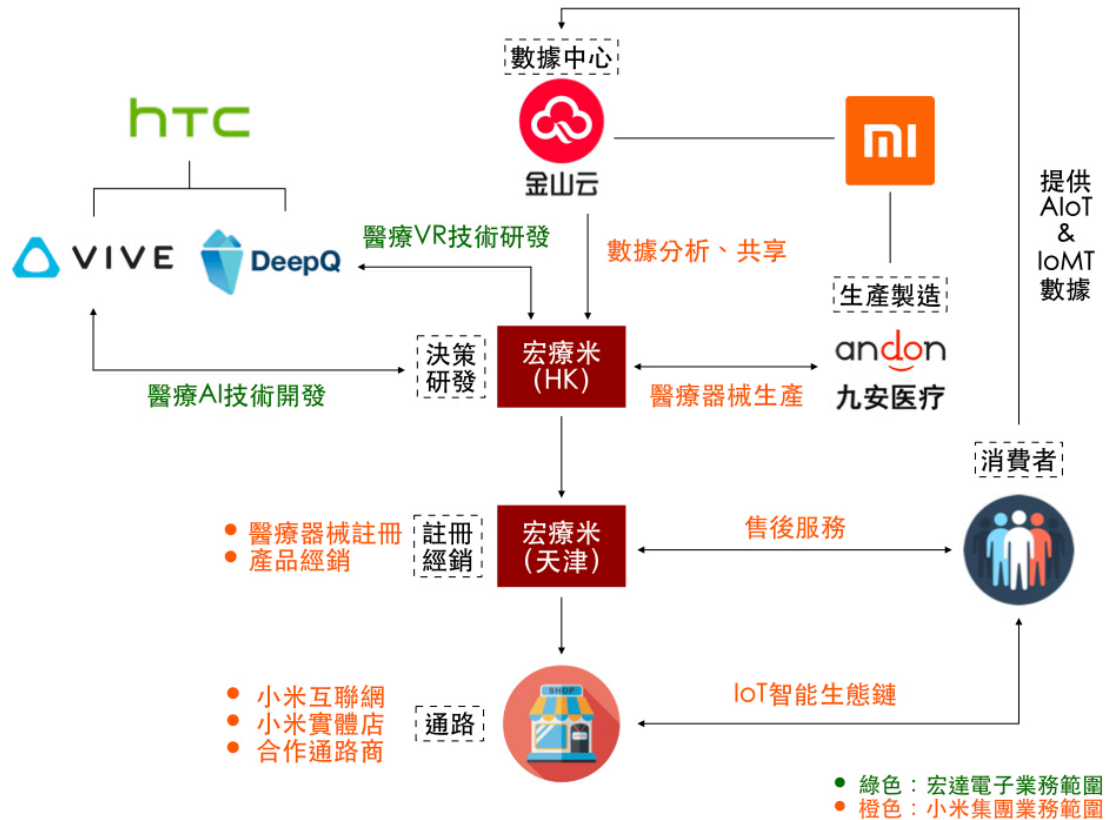 數據中心
金山云
hTC
mi
VIVE
DeepQ
醫療VR技術研發
數據分析、共享
提供
AIoT
&
IoMT
數據
生產製造
andon
九安医疗
決策
研發
宏療米
(HK)
醫療AI技術開發
醫療器械生產
消費者
醫療器械註冊
產品經銷
註冊
經銷
宏療米
(天津)
售後服務
小米互聯網
小米實體店
合作通路商
通路
SHOP
IoT智能生態鏈
綠色：宏達電子業務範圍
橙色：小米集團業務範圍